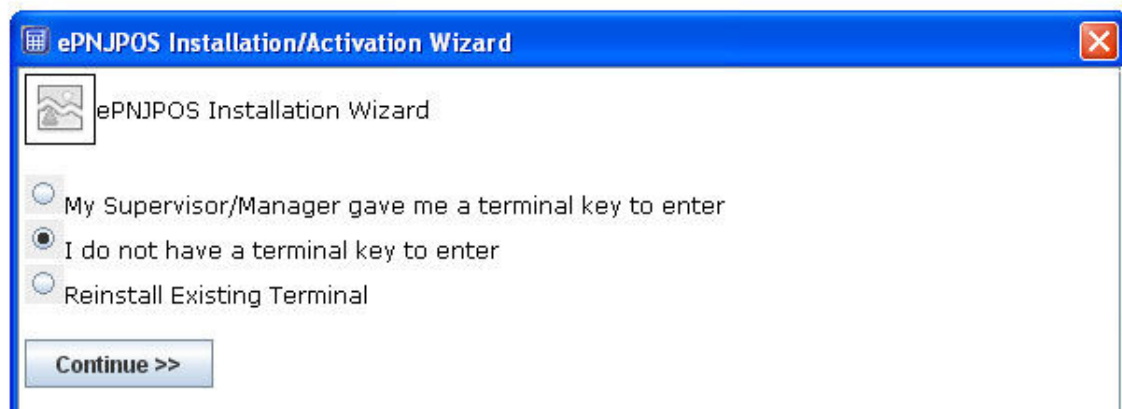 ePNJPOS Installation/Activation Wizard
ePNJPOS Installation Wizard
My Supervisor/Manager gave me a terminal key to enter
I do not have a terminal key to enter
Reinstall Existing Terminal
Continue >>